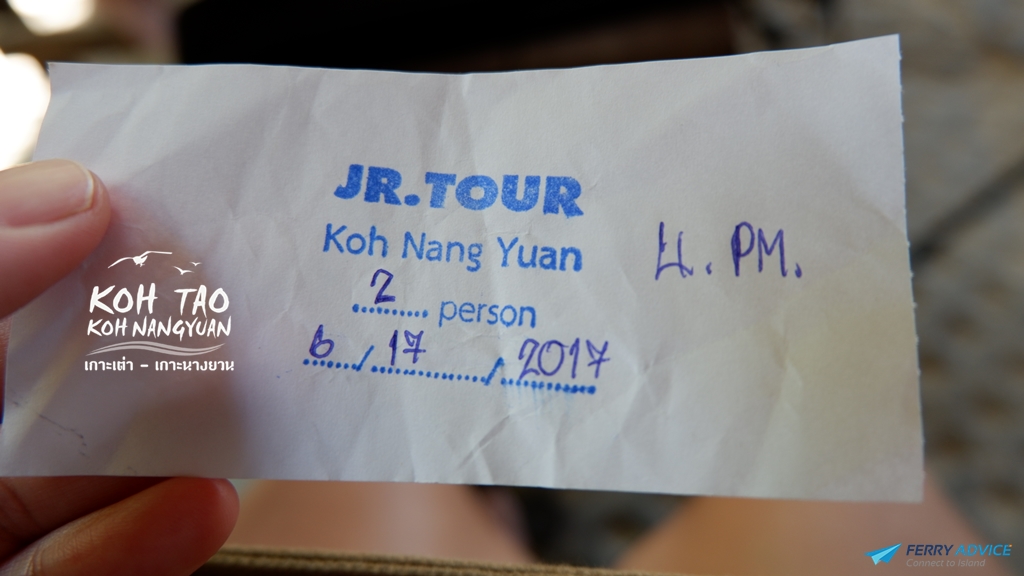 JR.TOUR
Koh Nang Yuan
2 person
6/17/2017
4. PM.
KOH TAO
KOH NANGYUAN
เกาะเต่า - เกาะนางยวน
FERRY ADVICE
Connect to Island